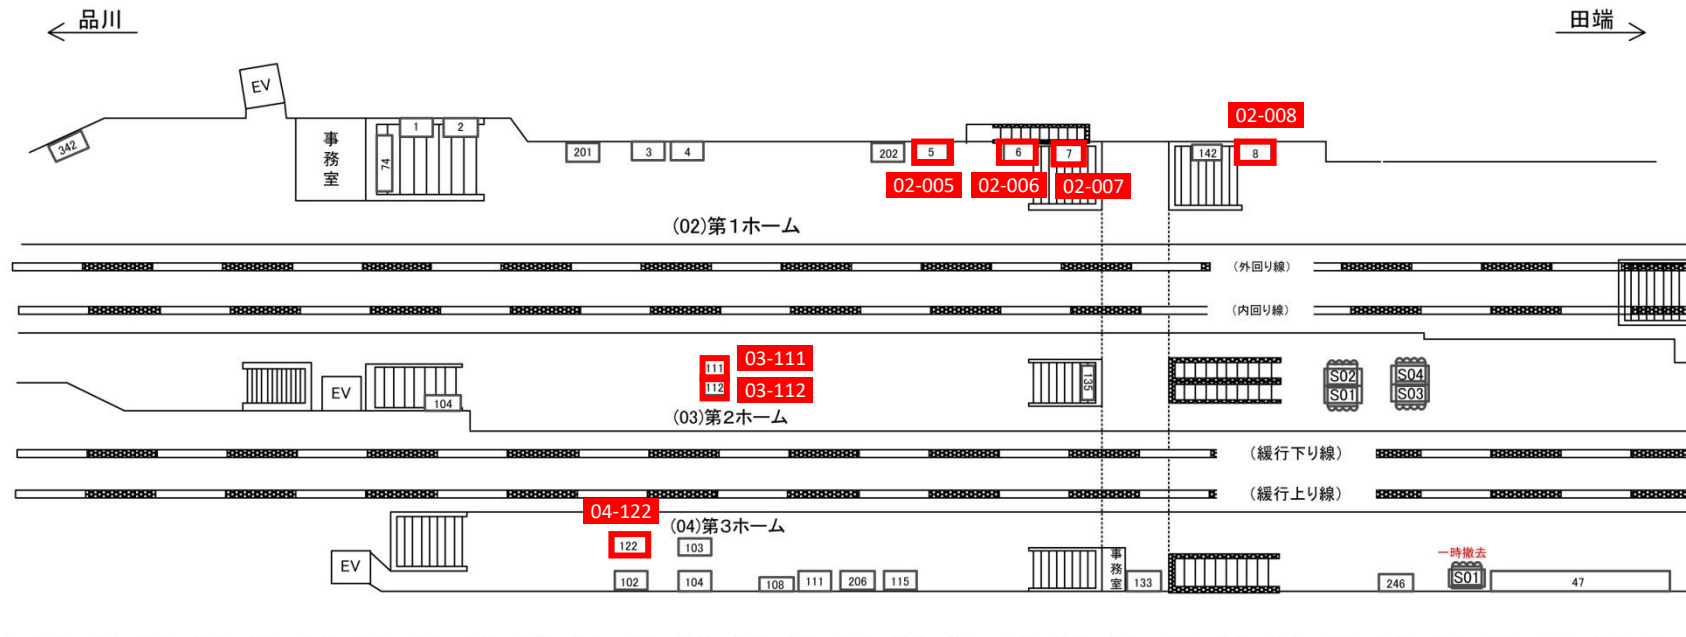 品川
田端
EV
02-008
342
事務室
74
1
2
201
3
4
202
5
6
7
142
8
02-005
02-006
02-007
(02)第1ホーム
(外回り線)
(内回り線)
EV
104
111
112
03-111
03-112
135
S02
S01
S04
S03
(03)第2ホーム
(緩行下り線)
(緩行上り線)
04-122
(04)第3ホーム
EV
122
103
102
104
108
111
206
115
事務室
133
246
一時撤去
S01
47